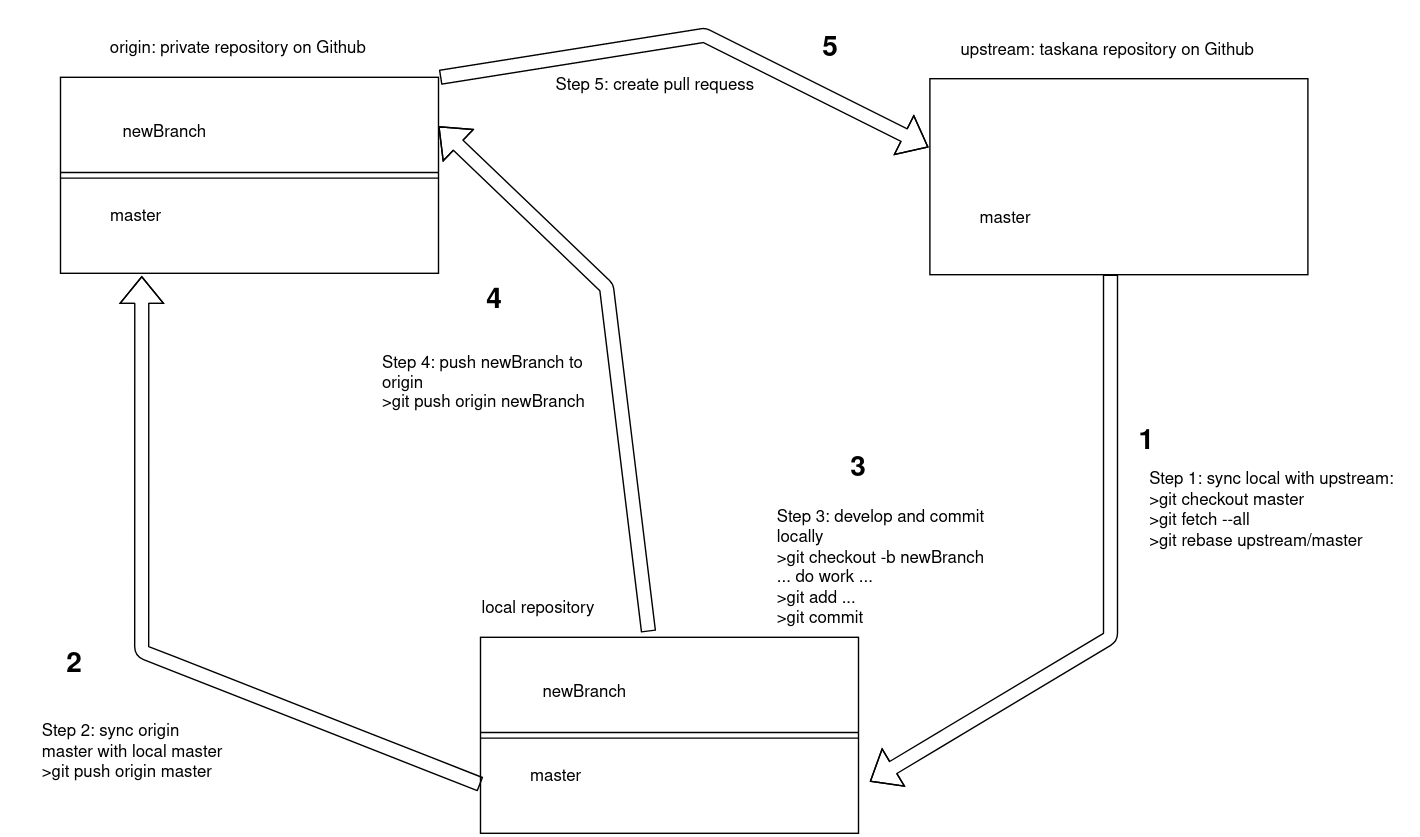 origin: private repository on Github
5
upstream: taskana repository on Github
Step 5: create pull requess
newBranch
master
master
4
Step 4: push newBranch to
origin
>git push origin newBranch
1
Step 1: sync local with upstream:
>git checkout master
>git fetch --all
>git rebase upstream/master
3
Step 3: develop and commit
locally
>git checkout -b newBranch
... do work ...
>git add ...
>git commit
local repository
2
Step 2: sync origin
master with local master
>git push origin master
newBranch
master